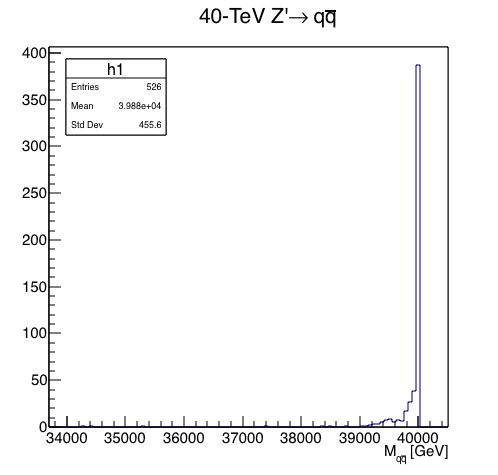 40-TeV Z'→ qq̅
h1
Entries 526
Mean 3.988e+04
Std Dev 455.6
400
350
300
250
200
150
100
50
0
34000 35000 36000 37000 38000 39000 40000
M_qq̅ [GeV]